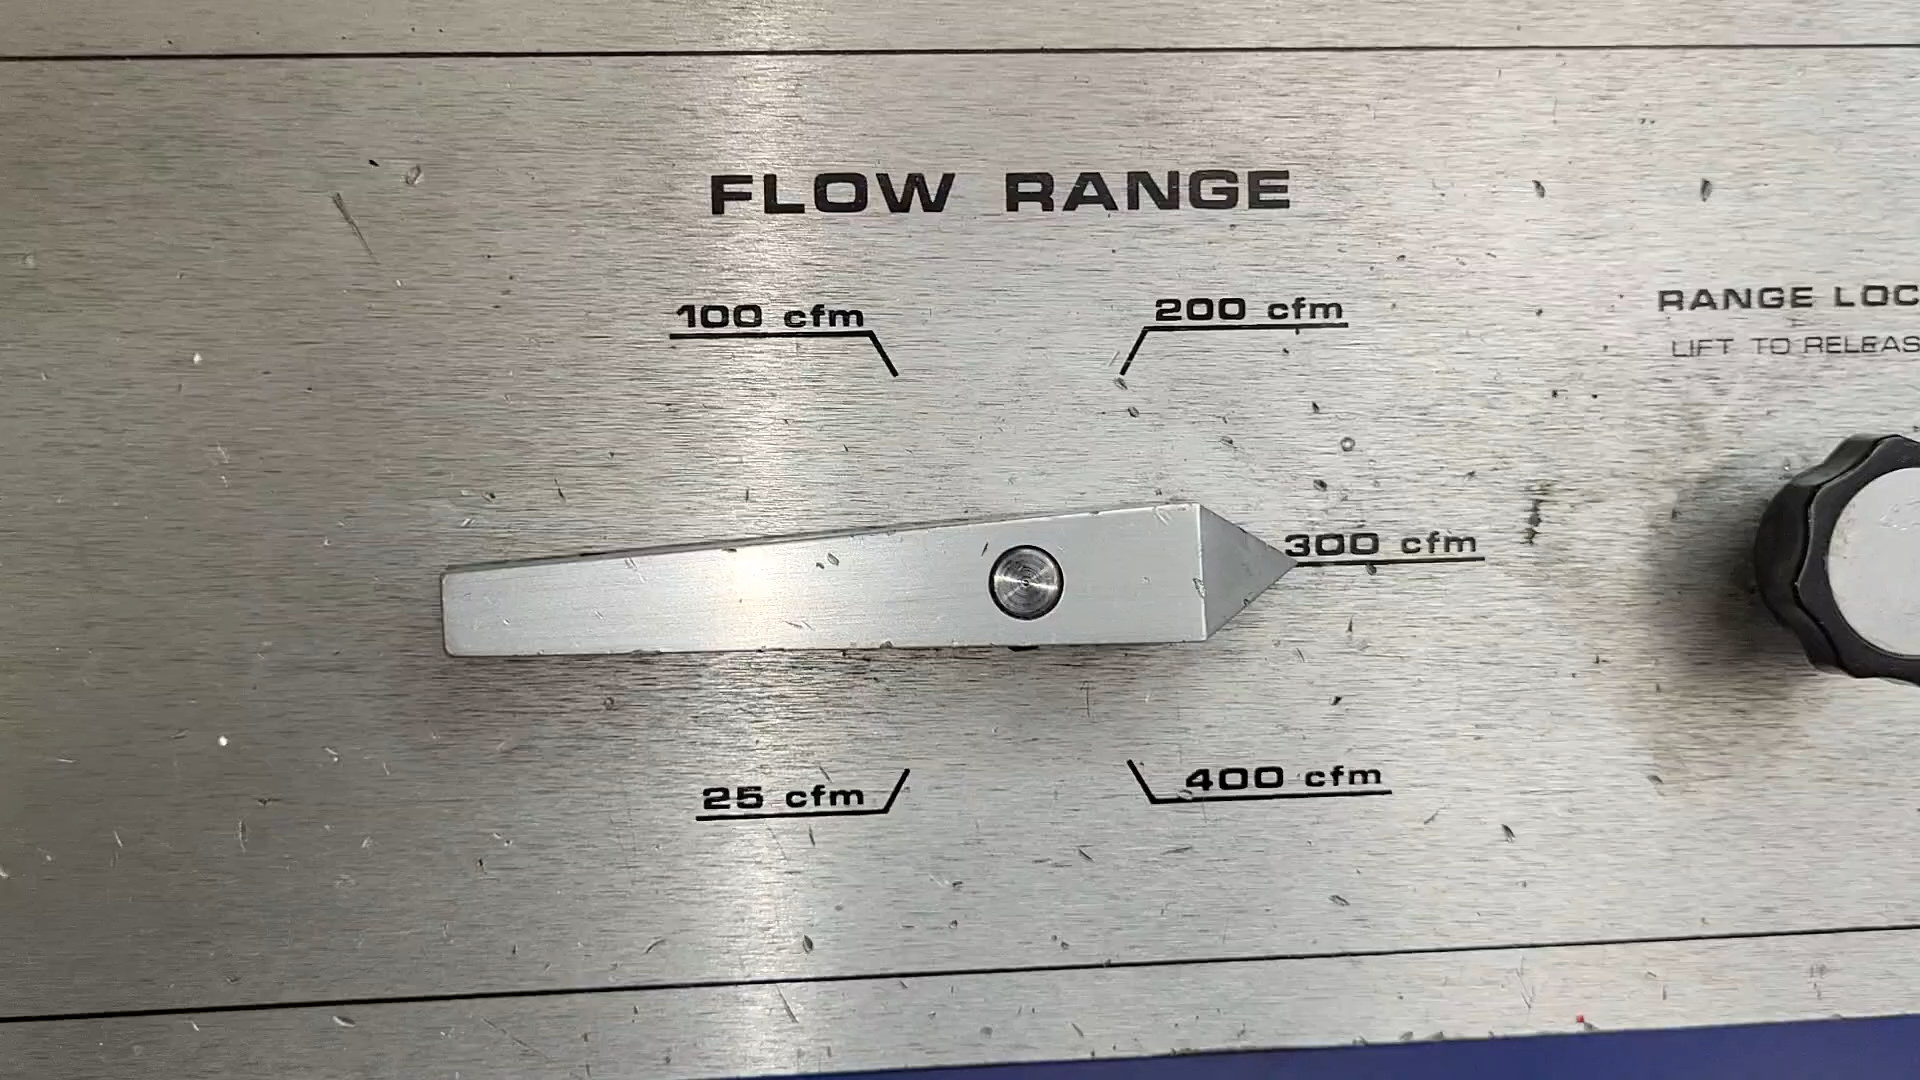 FLOW RANGE
100 cfm
200 cfm
RANGE LOC
LIFT TO RELEAS
300 cfm
25 cfm
400 cfm